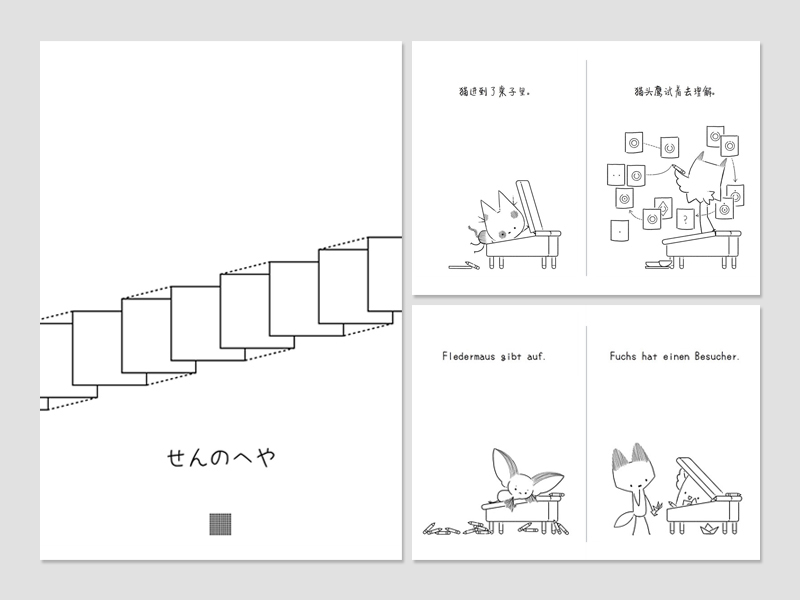 せんのへや
猫进到了桌子里。
猫头鹰试着去理解。
?
Fledermaus gibt auf.
Fuchs hat einen Besucher.